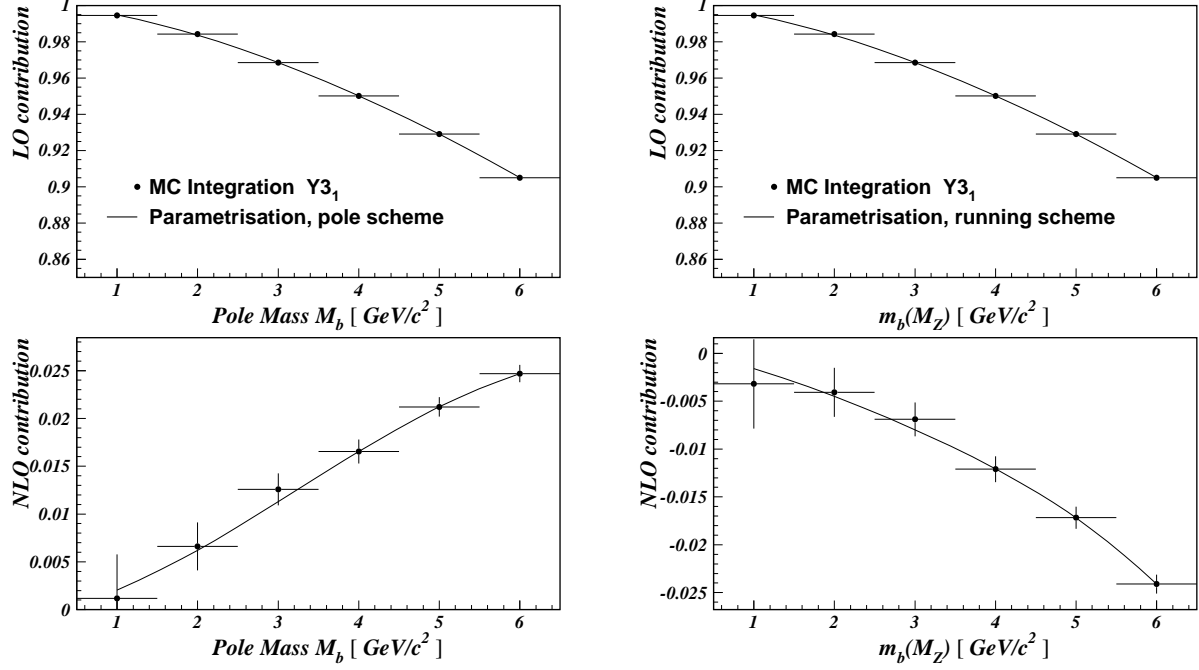 LO contribution
1
0.98
0.96
0.94
0.92
0.9
0.88
0.86
MC Integration Y3₁
Parametrisation, pole scheme
1 2 3 4 5 6
Pole Mass M_b [ GeV/c² ]
LO contribution
1
0.98
0.96
0.94
0.92
0.9
0.88
0.86
MC Integration Y3₁
Parametrisation, running scheme
1 2 3 4 5 6
m_b(M_Z) [ GeV/c² ]
NLO contribution
0.025
0.02
0.015
0.01
0.005
0
1 2 3 4 5 6
Pole Mass M_b [ GeV/c² ]
NLO contribution
0
-0.005
-0.01
-0.015
-0.02
-0.025
1 2 3 4 5 6
m_b(M_Z) [ GeV/c² ]